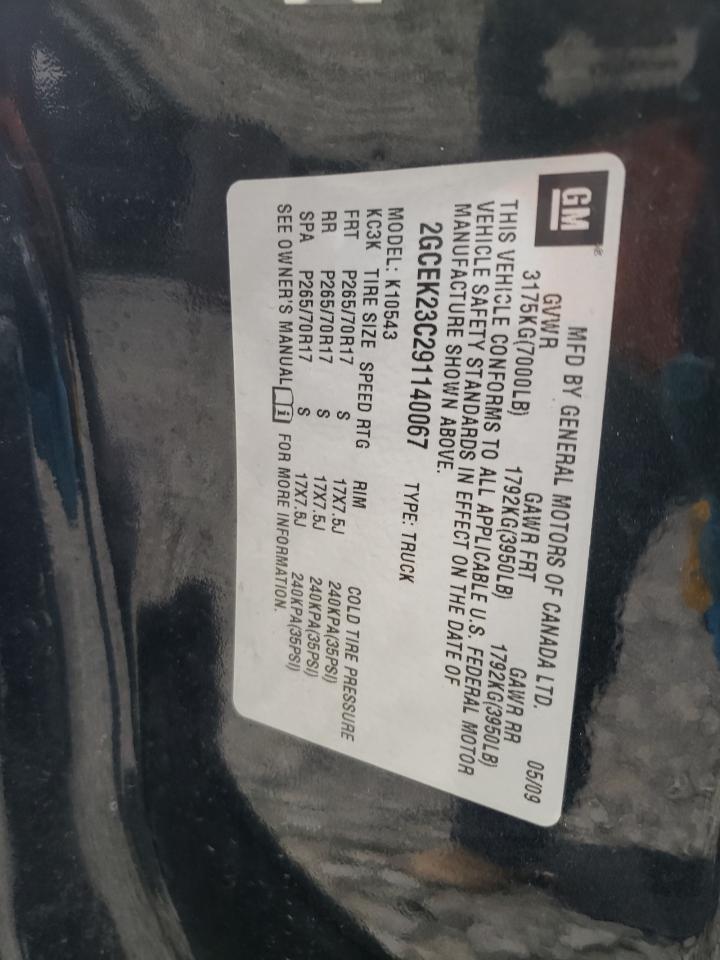 GM
MFD BY GENERAL MOTORS OF CANADA LTD.
GVWR GAWR FRT GAWR RR 05/09
3175KG(7000LB) 1792KG(3950LB) 1792KG(3950LB)
THIS VEHICLE CONFORMS TO ALL APPLICABLE U.S. FEDERAL MOTOR
VEHICLE SAFETY STANDARDS IN EFFECT ON THE DATE OF
MANUFACTURE SHOWN ABOVE.
2GCEK23C291140067 TYPE: TRUCK
MODEL: K10543
KC3K TIRE SIZE SPEED RTG RIM COLD TIRE PRESSURE
FRT P265/70R17 S 17X7.5J 240KPA(35PSI)
RR P265/70R17 S 17X7.5J 240KPA(35PSI)
SPA P265/70R17 S 17X7.5J 240KPA(35PSI)
SEE OWNER'S MANUAL i FOR MORE INFORMATION.